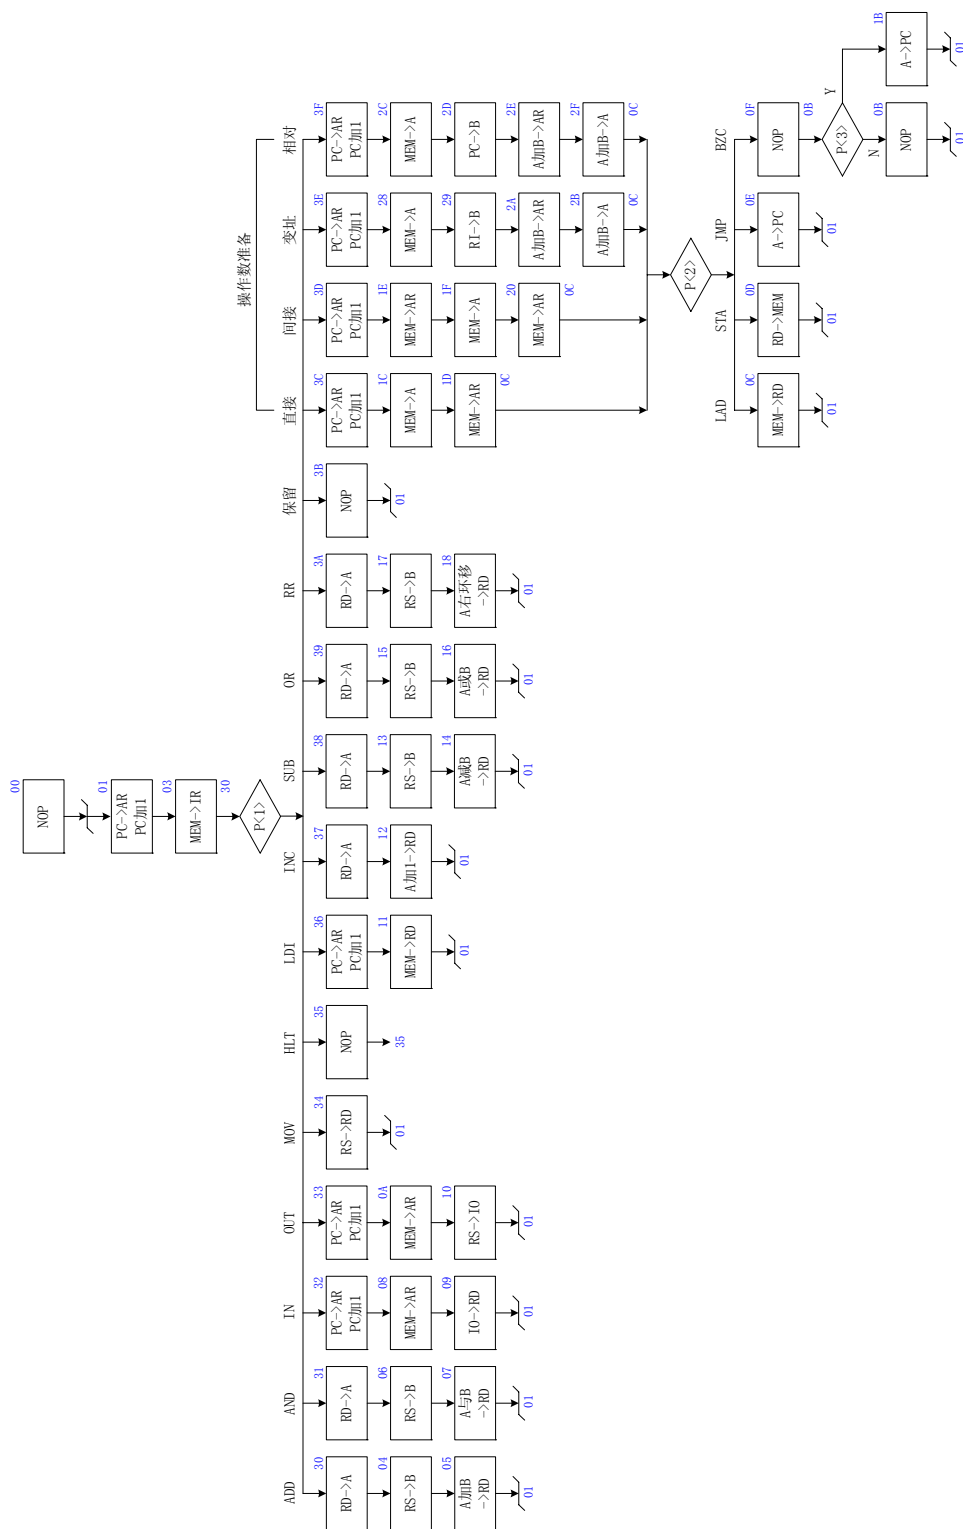 00
NOP
01
PC->AR
PC加1
03
MEM->IR
30
P<1>
操作数准备
ADD
30
RD->A
04
RS->B
05
A加B
->RD
01
AND
31
RD->A
06
RS->B
07
A与B
->RD
01
IN
32
PC->AR
PC加1
08
MEM->AR
09
IO->RD
01
OUT
33
PC->AR
PC加1
0A
MEM->AR
10
RS->IO
01
MOV
34
RS->RD
01
HLT
35
NOP
35
LDI
36
PC->AR
PC加1
11
MEM->RD
01
INC
37
RD->A
12
A加1->RD
01
SUB
38
RD->A
13
RS->B
14
A减B
->RD
01
OR
39
RD->A
15
RS->B
16
A或B
->RD
01
RR
3A
RD->A
17
RS->B
18
A右环移
->RD
01
保留
3B
NOP
01
直接
3C
PC->AR
PC加1
1C
MEM->A
1D
MEM->AR
0C
间接
3D
PC->AR
PC加1
1E
MEM->AR
1F
MEM->A
20
MEM->AR
0C
变址
3E
PC->AR
PC加1
28
MEM->A
29
RI->B
2A
A加B->AR
2B
A加B->A
0C
相对
3F
PC->AR
PC加1
2C
MEM->A
2D
PC->B
2E
A加B->AR
2F
A加B->A
0C
P<2>
LAD
0C
MEM->RD
01
STA
0D
RD->MEM
01
JMP
0E
A->PC
01
BZC
0F
NOP
0B
P<3>
N
0B
NOP
01
Y
1B
A->PC
01